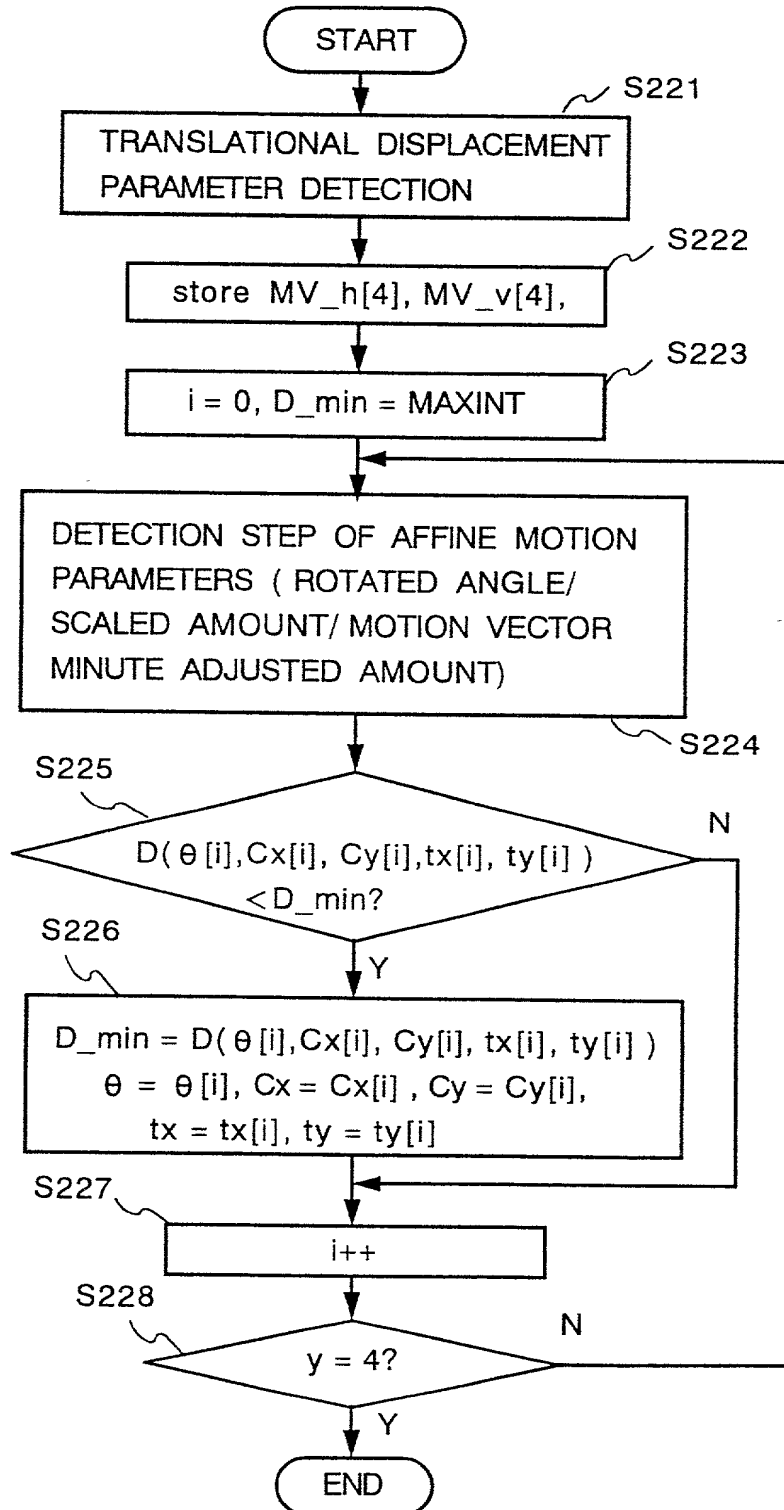 START
S221
TRANSLATIONAL DISPLACEMENT
PARAMETER DETECTION
S222
store MV_h[4], MV_v[4],
S223
i = 0, D_min = MAXINT
DETECTION STEP OF AFFINE MOTION
PARAMETERS ( ROTATED ANGLE/
SCALED AMOUNT/ MOTION VECTOR
MINUTE ADJUSTED AMOUNT)
S224
S225
N
D( θ[i],Cx[i], Cy[i],tx[i], ty[i] )
<D_min?
S226
Y
D_min = D( θ[i],Cx[i], Cy[i], tx[i], ty[i] )
θ = θ[i], Cx = Cx[i] , Cy = Cy[i],
tx = tx[i], ty = ty[i]
S227
i++
S228
N
y = 4?
Y
END